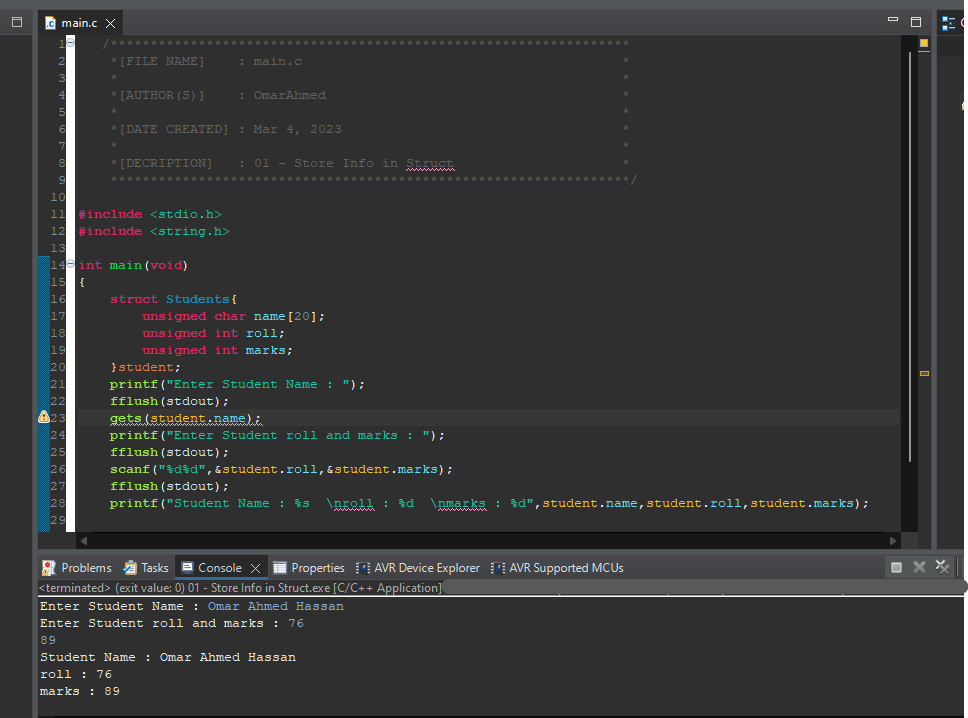 main.c
1 /*****************************************************************
2 *[FILE NAME] : main.c *
3 * *
4 *[AUTHOR(S)] : OmarAhmed *
5 * *
6 *[DATE CREATED] : Mar 4, 2023 *
7 * *
8 *[DECRIPTION] : 01 - Store Info in Struct *
9 *****************************************************************/
10
11 #include <stdio.h>
12 #include <string.h>
13
14 int main(void)
15 {
16 struct Students{
17 unsigned char name[20];
18 unsigned int roll;
19 unsigned int marks;
20 }student;
21 printf("Enter Student Name : ");
22 fflush(stdout);
23 gets(student.name);
24 printf("Enter Student roll and marks : ");
25 fflush(stdout);
26 scanf("%d%d",&student.roll,&student.marks);
27 fflush(stdout);
28 printf("Student Name : %s \nroll : %d \nmarks : %d",student.name,student.roll,student.marks);
29
Problems Tasks Console Properties AVR Device Explorer AVR Supported MCUs
<terminated> (exit value: 0) 01 - Store Info in Struct.exe [C/C++ Application]
Enter Student Name : Omar Ahmed Hassan
Enter Student roll and marks : 76
89
Student Name : Omar Ahmed Hassan
roll : 76
marks : 89